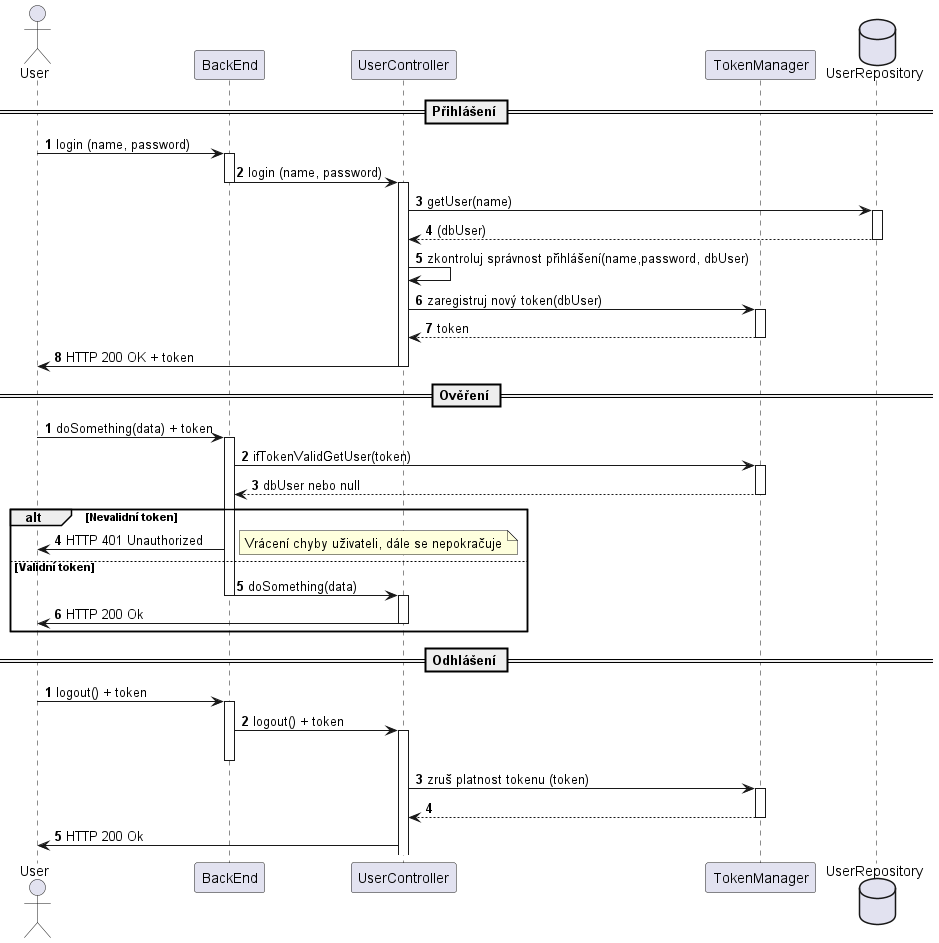 User
BackEnd
UserController
TokenManager
UserRepository
Přihlášení
1 login (name, password)
2 login (name, password)
3 getUser(name)
4 (dbUser)
5 zkontroluj správnost přihlášení(name,password, dbUser)
6 zaregistruj nový token(dbUser)
7 token
8 HTTP 200 OK + token
Ověření
1 doSomething(data) + token
2 ifTokenValidGetUser(token)
3 dbUser nebo null
alt [Nevalidní token]
4 HTTP 401 Unauthorized
Vrácení chyby uživateli, dále se nepokračuje
[Validní token]
5 doSomething(data)
6 HTTP 200 Ok
Odhlášení
1 logout() + token
2 logout() + token
3 zruš platnost tokenu (token)
4
5 HTTP 200 Ok
User
BackEnd
UserController
TokenManager
UserRepository